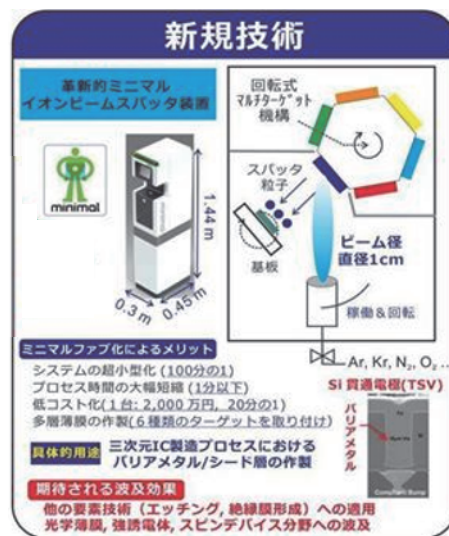 新規技術
革新的ミニマル
イオンビームスパッタ装置
minimal
1.44 m
0.3 m
0.45 m
回転式
マルチターゲット
機構
スパッタ
粒子
基板
ビーム径
直径1cm
稼働&回転
Ar, Kr, N₂, O₂ ...
ミニマルファブ化によるメリット
システムの超小型化 (100分の1)
プロセス時間の大幅短縮 (1分以下)
低コスト化(1台: 2,000万円, 20分の1)
多層薄膜の作製(6種類のターゲットを取り付け)
Si 貫通電極(TSV)
バリアメタル
具体的用途
三次元IC製造プロセスにおける
バリアメタル/シード層の作製
期待される波及効果
他の要素技術（エッチング, 絶縁膜形成）への適用
光学薄膜, 強誘電体, スピンデバイス分野への波及